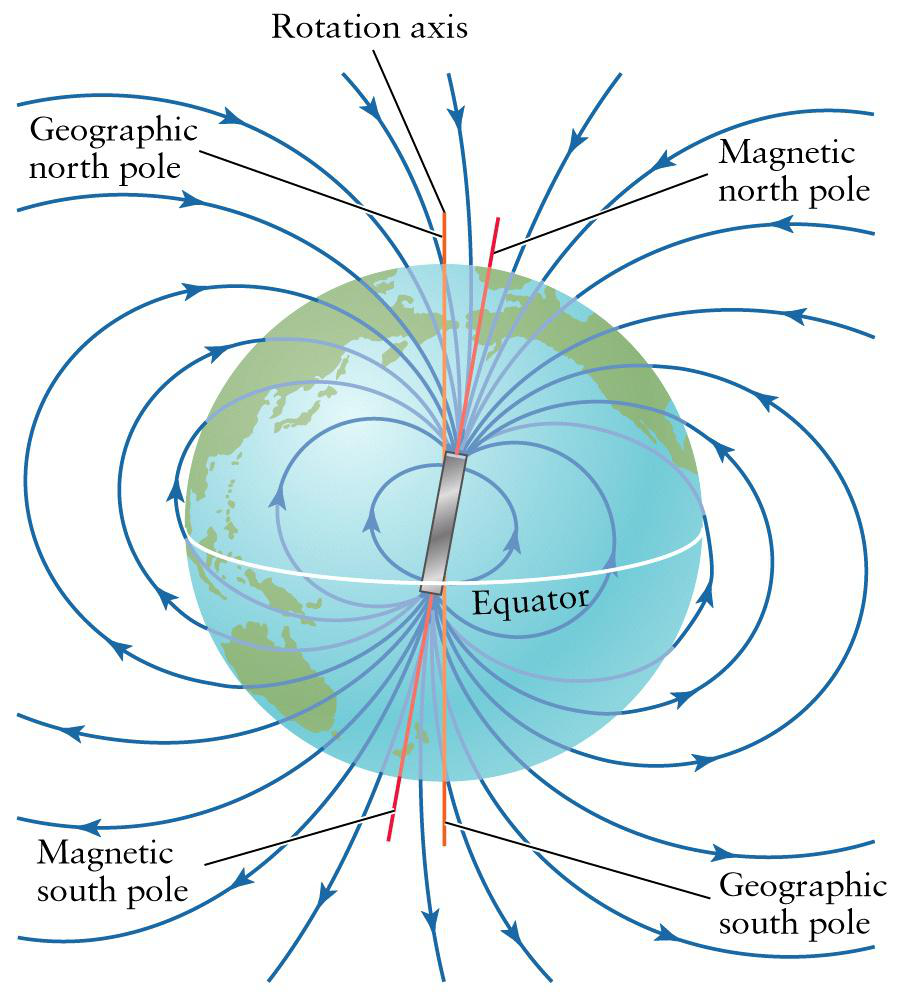 Rotation axis
Geographic
north pole
Magnetic
north pole
Equator
Magnetic
south pole
Geographic
south pole